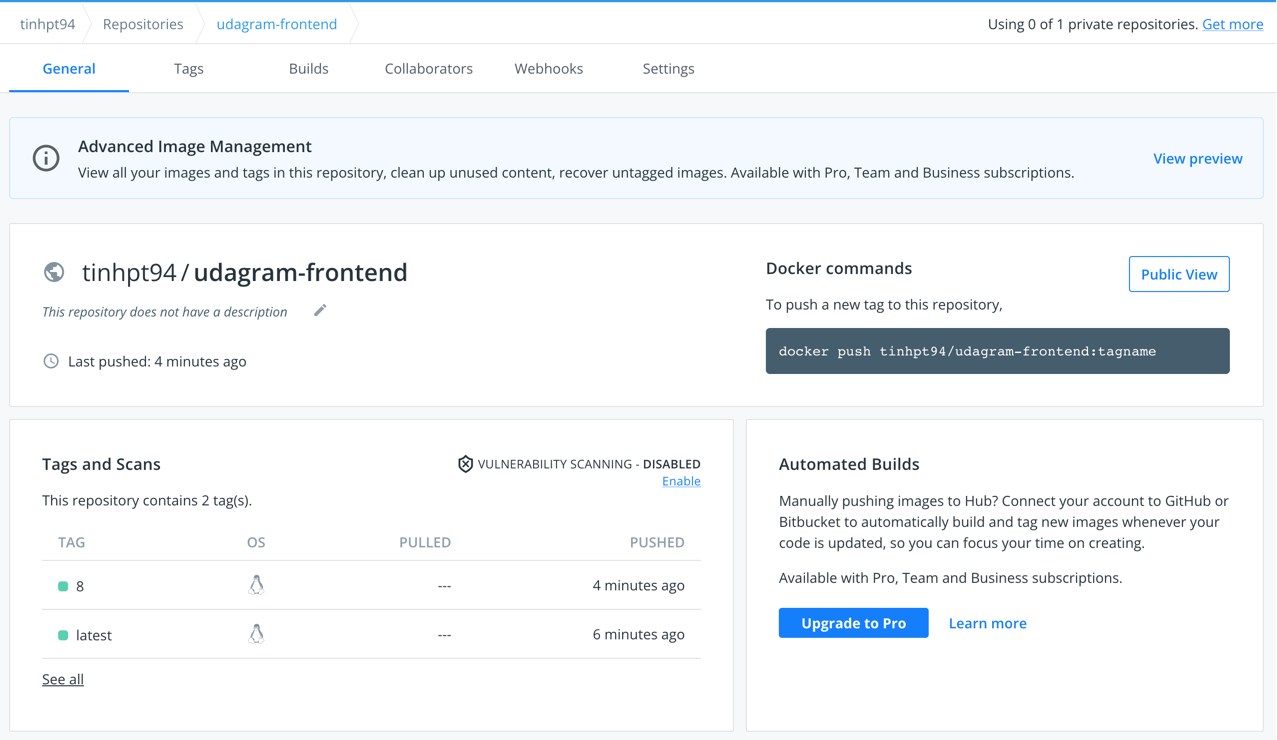 tinhpt94 Repositories udagram-frontend Using 0 of 1 private repositories. Get more
General Tags Builds Collaborators Webhooks Settings
Advanced Image Management
View all your images and tags in this repository, clean up unused content, recover untagged images. Available with Pro, Team and Business subscriptions.
View preview
tinhpt94 / udagram-frontend
This repository does not have a description
Last pushed: 4 minutes ago
Docker commands
Public View
To push a new tag to this repository,
docker push tinhpt94/udagram-frontend:tagname
Tags and Scans
VULNERABILITY SCANNING - DISABLED
Enable
This repository contains 2 tag(s).
TAG OS PULLED PUSHED
8 --- 4 minutes ago
latest --- 6 minutes ago
See all
Automated Builds
Manually pushing images to Hub? Connect your account to GitHub or
Bitbucket to automatically build and tag new images whenever your
code is updated, so you can focus your time on creating.
Available with Pro, Team and Business subscriptions.
Upgrade to Pro Learn more